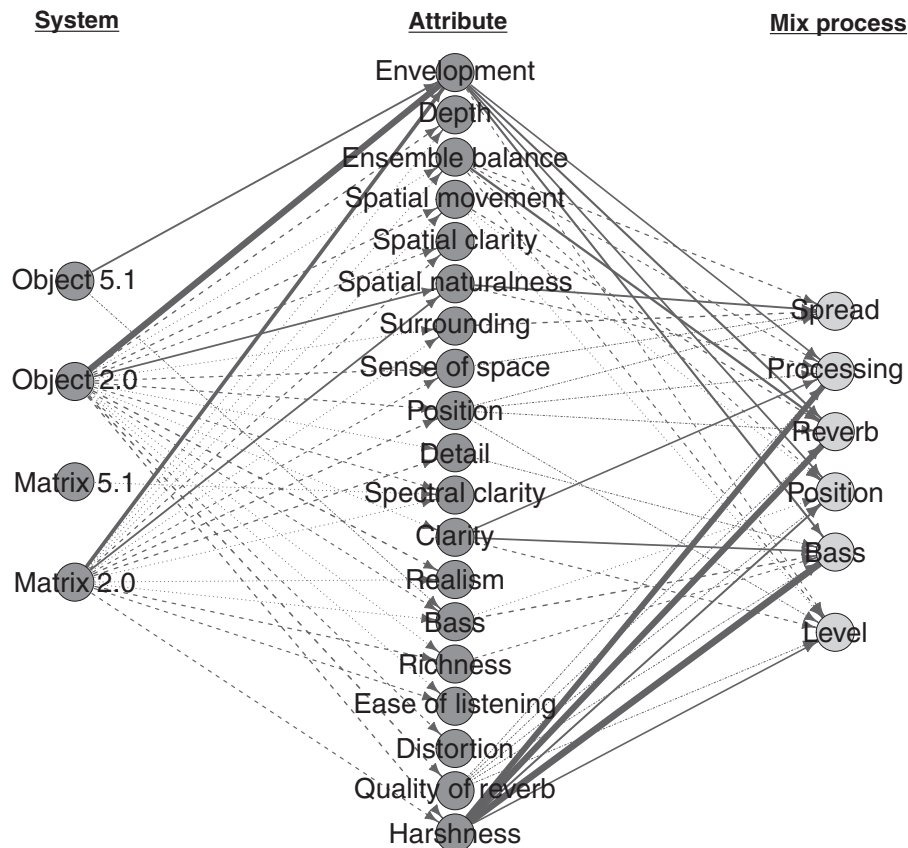 System
Attribute
Mix process
Envelopment
Depth
Ensemble balance
Spatial movement
Spatial clarity
Spatial naturalness
Surrounding
Sense of space
Position
Detail
Spectral clarity
Clarity
Realism
Bass
Richness
Ease of listening
Distortion
Quality of reverb
Harshness
Object 5.1
Object 2.0
Matrix 5.1
Matrix 2.0
Spread
Processing
Reverb
Position
Bass
Level